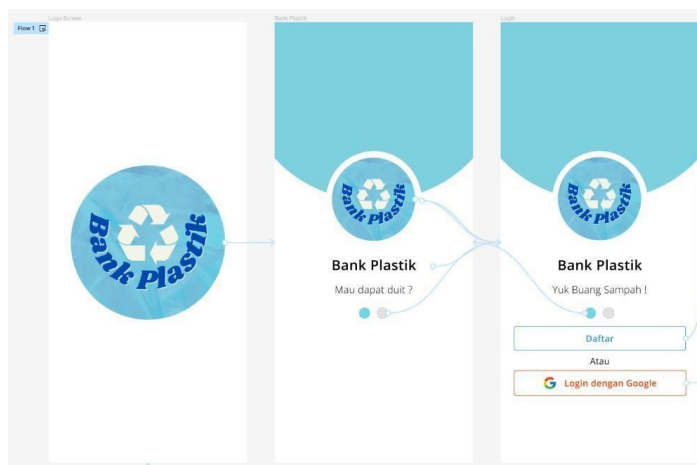 Flow 1
Logo Screen
Bank Plastik
Bank Plastik
Bank Plastik
Bank Plastik
Mau dapat duit ?
Login
Bank Plastik
Bank Plastik
Yuk Buang Sampah !
Daftar
Atau
G Login dengan Google